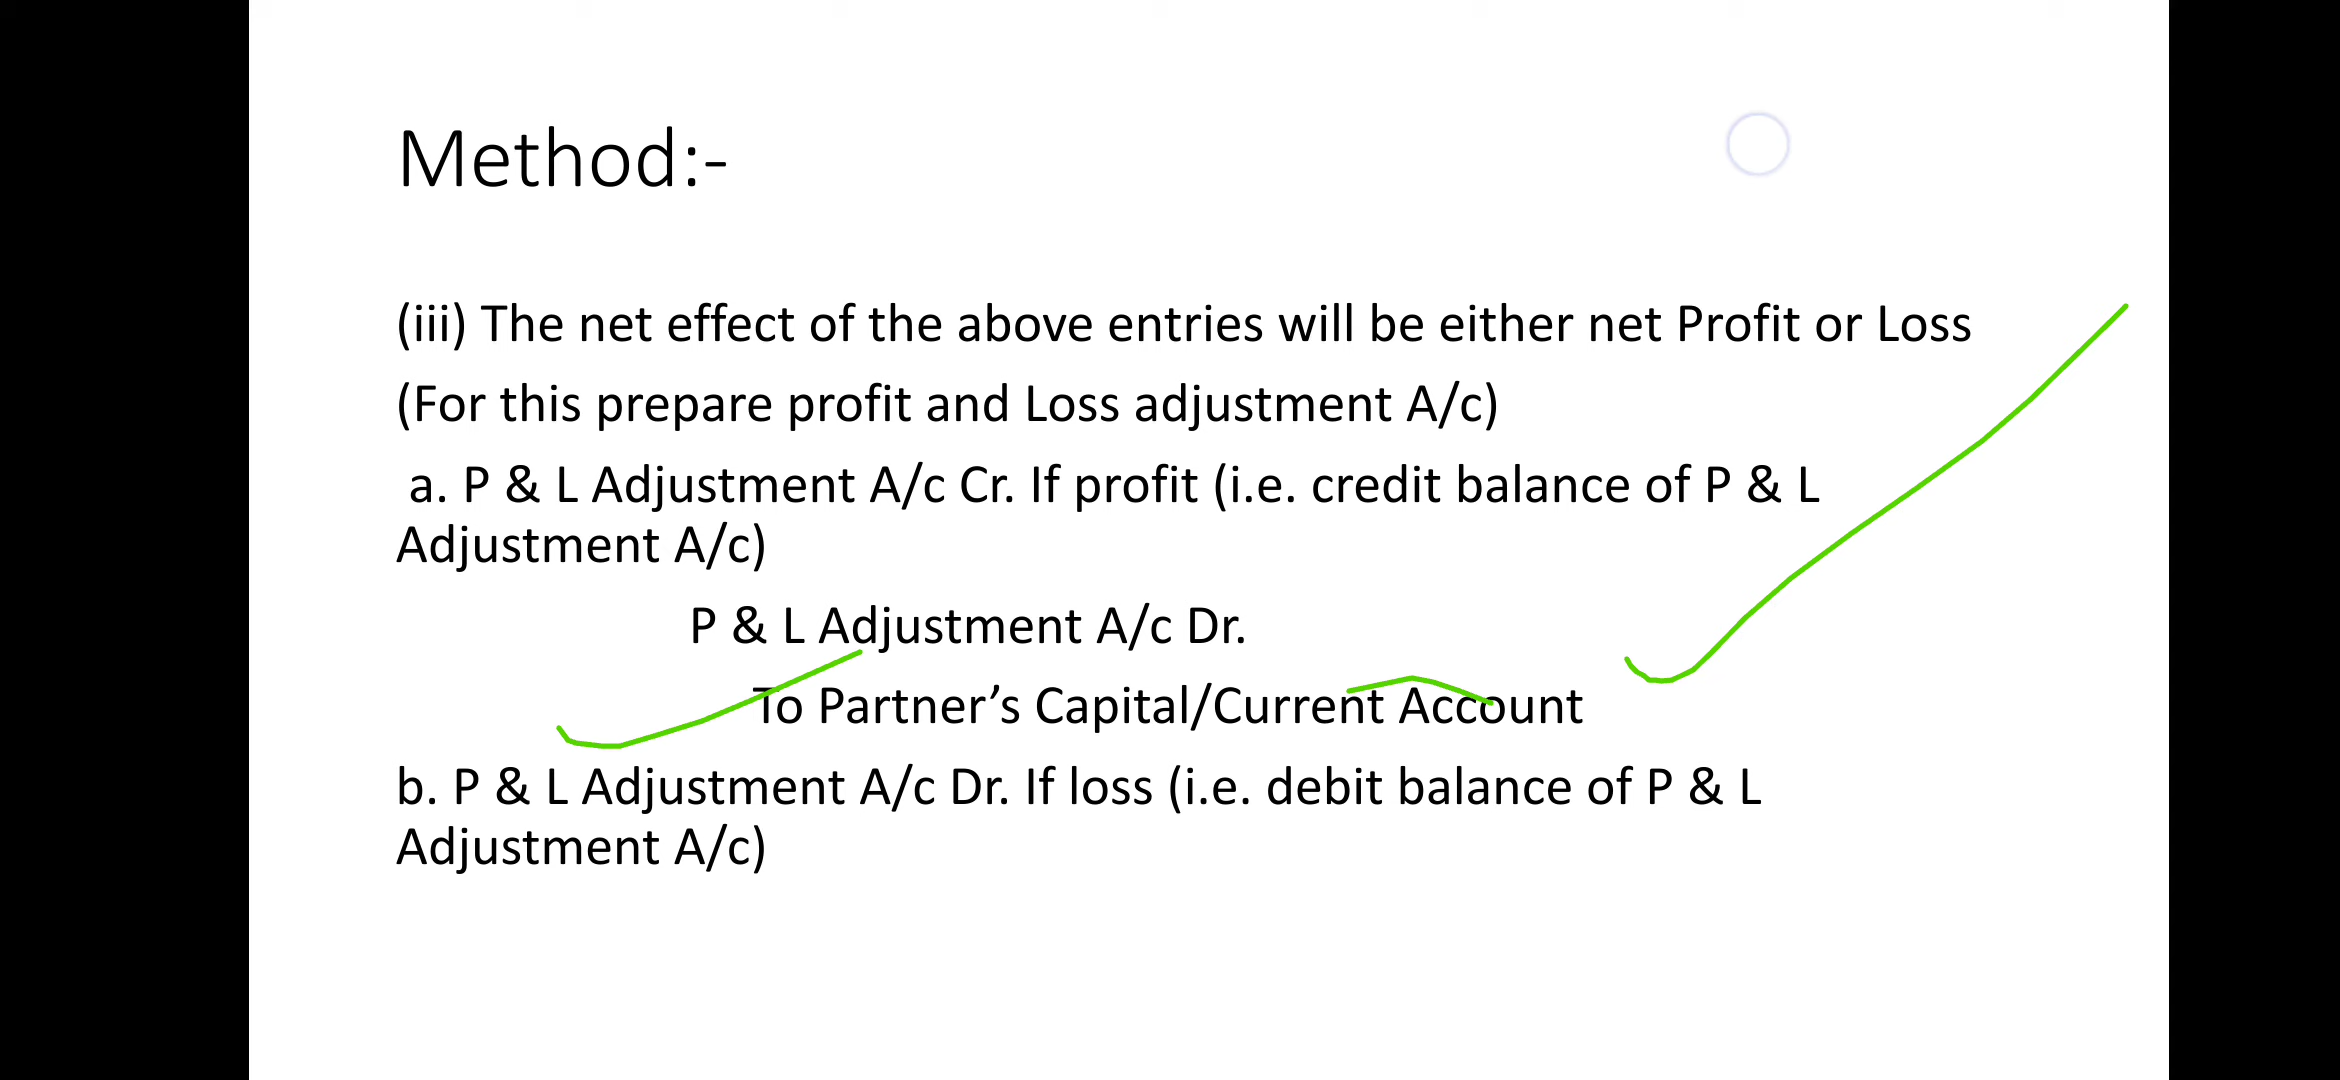 Method:-
(iii) The net effect of the above entries will be either net Profit or Loss
(For this prepare profit and Loss adjustment A/c)
a. P & L Adjustment A/c Cr. If profit (i.e. credit balance of P & L
Adjustment A/c)
P & L Adjustment A/c Dr.
To Partner’s Capital/Current Account
b. P & L Adjustment A/c Dr. If loss (i.e. debit balance of P & L
Adjustment A/c)